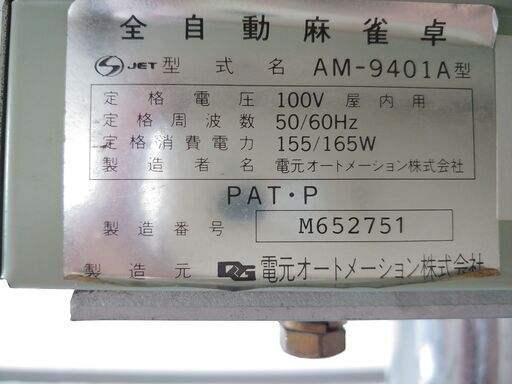 全自動麻雀卓
JET型 式 名 AM-9401A型
定格電圧 100V 屋内用
定格周波数 50/60Hz
定格消費電力 155/165W
製造者名 電元オートメーション株式会社
PAT・P
製造番号 M652751
製造元 電元オートメーション株式会社